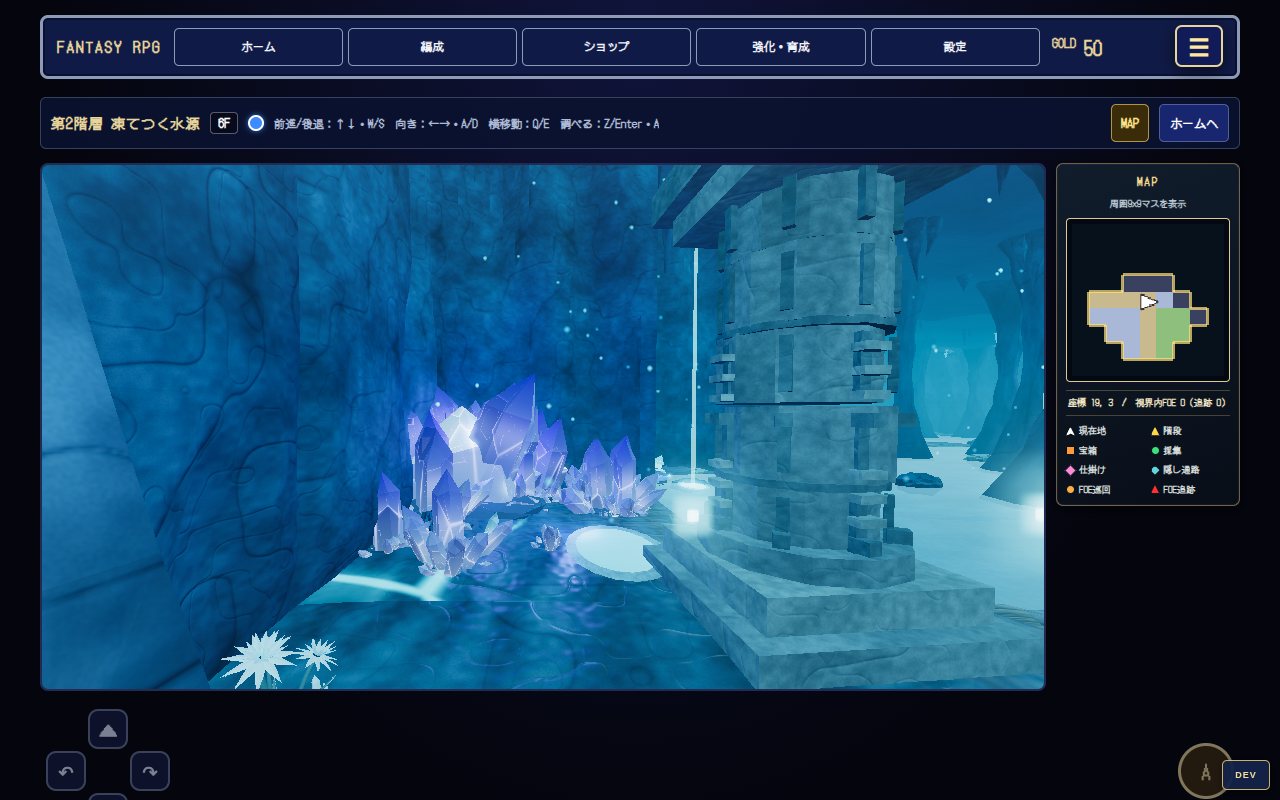 FANTASY RPG
ホーム
編成
ショップ
強化・育成
設定
GOLD 50
第2階層 凍てつく水源
6F
前進/後退：↑↓・W/S 向き：←→・A/D 横移動：Q/E 調べる：Z/Enter・A
MAP
ホームへ
MAP
周囲9x9マスを表示
座標 19, 3 / 視界内FOE 0 (追跡 0)
現在地
階段
宝箱
採集
仕掛け
隠し通路
FOE巡回
FOE追跡
A
DEV